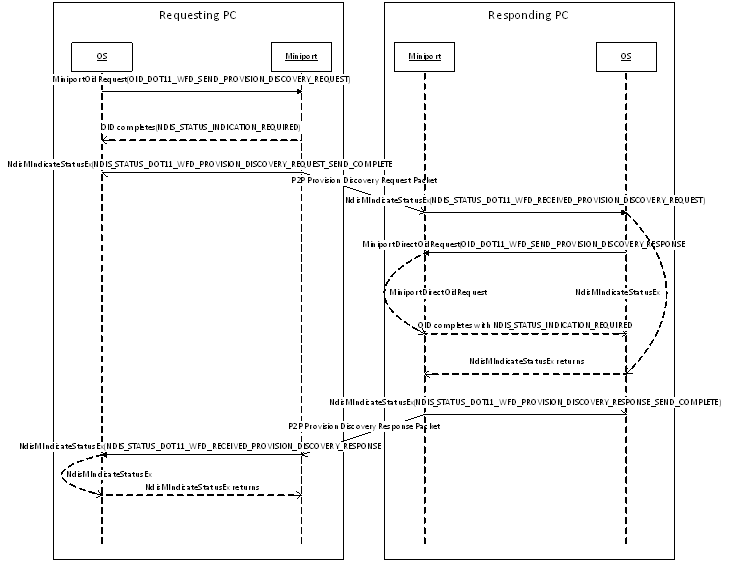 Requesting PC
Responding PC
OS
Miniport
Miniport
OS
MiniportOidRequest(OID_DOT11_WFD_SEND_PROVISION_DISCOVERY_REQUEST)
OID completes(NDIS_STATUS_INDICATION_REQUIRED)
NdisMIndicateStatusEx(NDIS_STATUS_DOT11_WFD_PROVISION_DISCOVERY_REQUEST_SEND_COMPLETE
P2P Provision Discovery Request Packet
NdisMIndicateStatusEx(NDIS_STATUS_DOT11_WFD_RECEIVED_PROVISION_DISCOVERY_REQUEST)
MiniportDirectOidRequest(OID_DOT11_WFD_SEND_PROVISION_DISCOVERY_RESPONSE
MiniportDirectOidRequest
NdisMIndicateStatusEx
OID completes with NDIS_STATUS_INDICATION_REQUIRED
NdisMIndicateStatusEx returns
NdisMIndicateStatusEx(NDIS_STATUS_DOT11_WFD_PROVISION_DISCOVERY_RESPONSE_SEND_COMPLETE)
P2P Provision Discovery Response Packet
NdisMIndicateStatusEx(NDIS_STATUS_DOT11_WFD_RECEIVED_PROVISION_DISCOVERY_RESPONSE
NdisMIndicateStatusEx
NdisMIndicateStatusEx returns